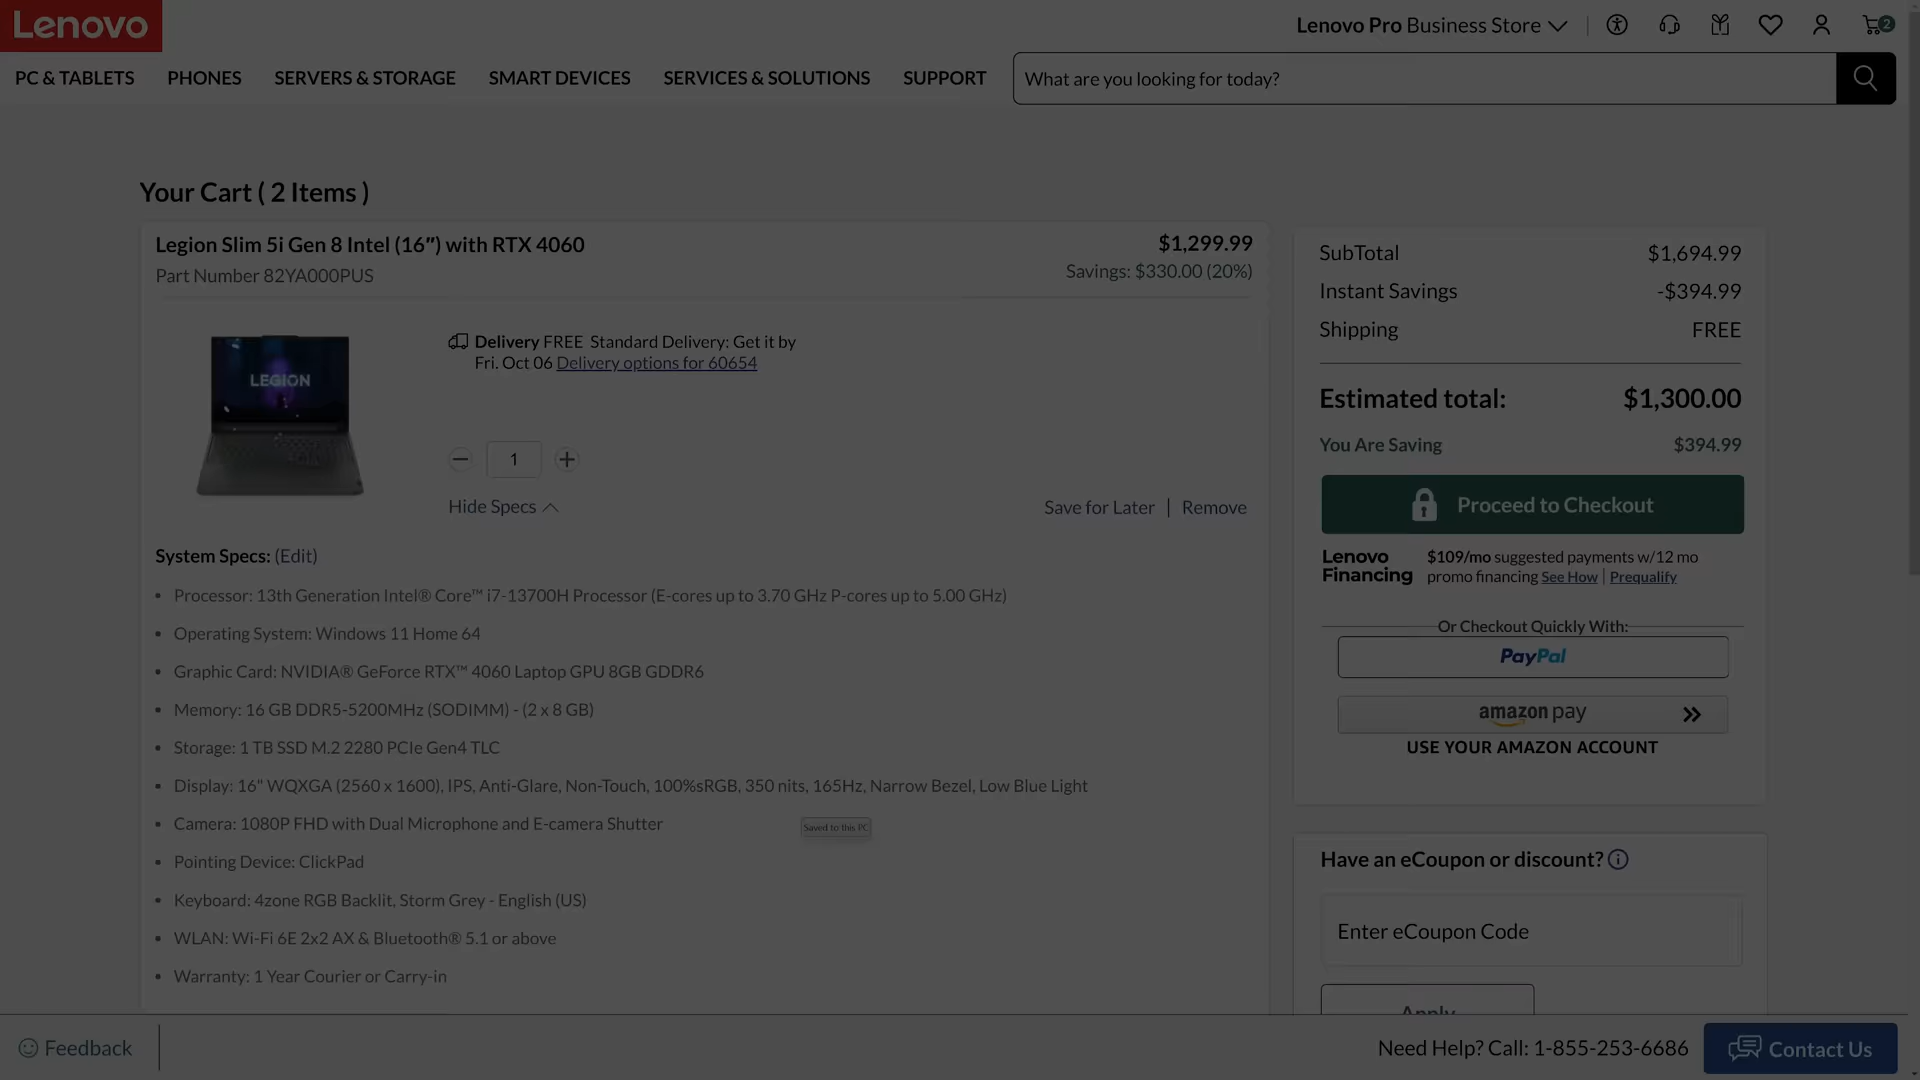 Lenovo
Lenovo Pro Business Store
2
PC & TABLETS
PHONES
SERVERS & STORAGE
SMART DEVICES
SERVICES & SOLUTIONS
SUPPORT
What are you looking for today?
Your Cart ( 2 Items )
Legion Slim 5i Gen 8 Intel (16″) with RTX 4060
$1,299.99
Part Number 82YA000PUS
Savings: $330.00 (20%)
LEGION
Delivery FREE Standard Delivery: Get it by
Fri. Oct 06 Delivery options for 60654
1
Hide Specs
Save for Later | Remove
System Specs: (Edit)
• Processor: 13th Generation Intel® Core™ i7-13700H Processor (E-cores up to 3.70 GHz P-cores up to 5.00 GHz)
• Operating System: Windows 11 Home 64
• Graphic Card: NVIDIA® GeForce RTX™ 4060 Laptop GPU 8GB GDDR6
• Memory: 16 GB DDR5-5200MHz (SODIMM) - (2 x 8 GB)
• Storage: 1 TB SSD M.2 2280 PCIe Gen4 TLC
• Display: 16" WQXGA (2560 x 1600), IPS, Anti-Glare, Non-Touch, 100%sRGB, 350 nits, 165Hz, Narrow Bezel, Low Blue Light
• Camera: 1080P FHD with Dual Microphone and E-camera Shutter
Saved to this PC
• Pointing Device: ClickPad
• Keyboard: 4zone RGB Backlit, Storm Grey - English (US)
• WLAN: Wi-Fi 6E 2x2 AX & Bluetooth® 5.1 or above
• Warranty: 1 Year Courier or Carry-in
SubTotal $1,694.99
Instant Savings -$394.99
Shipping FREE
Estimated total: $1,300.00
You Are Saving $394.99
Proceed to Checkout
Lenovo Financing
$109/mo suggested payments w/12 mo
promo financing See How | Prequalify
Or Checkout Quickly With:
PayPal
amazon pay
USE YOUR AMAZON ACCOUNT
Have an eCoupon or discount?
Enter eCoupon Code
Apply
Feedback
Need Help? Call: 1-855-253-6686
Contact Us